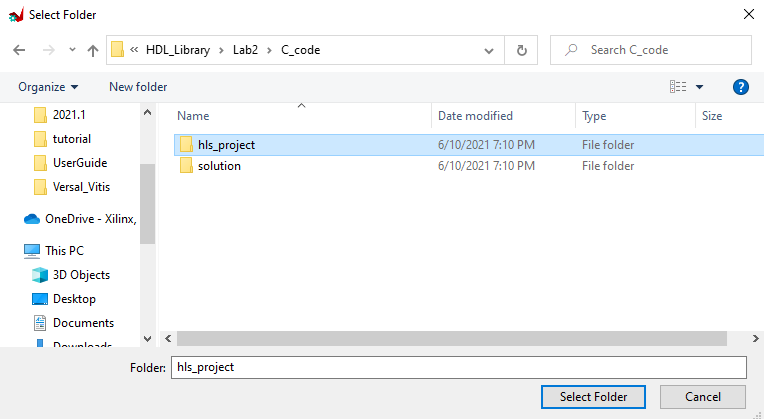 Select Folder
« HDL_Library > Lab2 > C_code
Search C_code
Organize
New folder
?
2021.1
tutorial
UserGuide
Versal_Vitis
OneDrive - Xilinx,
This PC
3D Objects
Desktop
Documents
Downloads
Name Date modified Type Size
hls_project 6/10/2021 7:10 PM File folder
solution 6/10/2021 7:10 PM File folder
Folder: hls_project
Select Folder Cancel